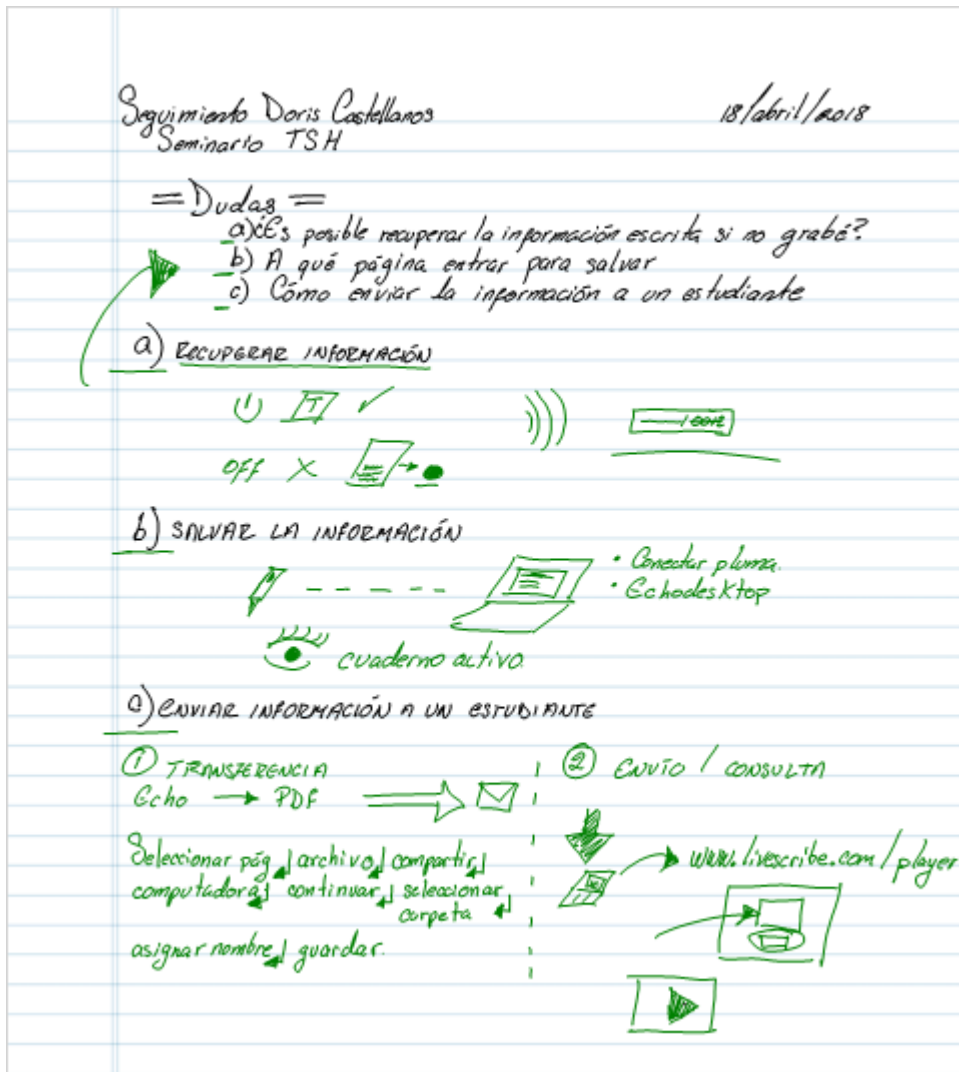 Seguimiento Doris Castellanos 18/abril/2018
Seminario TSH
= Dudas =
a) ¿Es posible recuperar la información escrita si no grabé?
b) A qué página entrar para salvar
c) Cómo enviar la información a un estudiante
a) RECUPERAR INFORMACIÓN
T
OFF X
b) SALVAR LA INFORMACIÓN
• Conectar pluma.
• Echodesktop
cuaderno activo.
c) ENVIAR INFORMACIÓN A UN ESTUDIANTE
① TRANSFERENCIA
Echo → PDF
Seleccionar pág archivo compartir
computadora continuar seleccionar
carpeta
asignar nombre guardar.
② ENVÍO / CONSULTA
www.livescribe.com/player